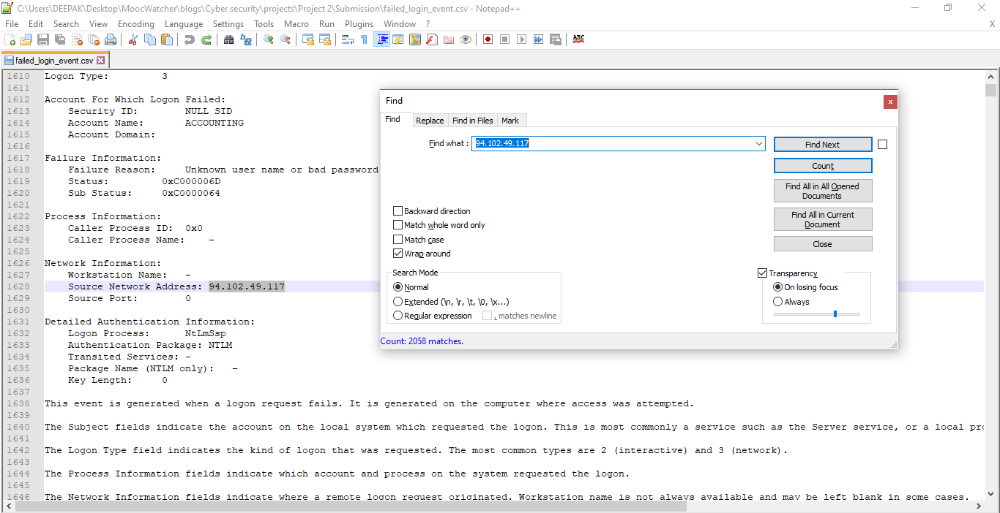 C:\Users\DEEPAK\Desktop\MoocWatcher\blogs\Cyber security\projects\Project 2\Submission\failed_login_event.csv - Notepad++
File Edit Search View Encoding Language Settings Tools Macro Run Plugins Window ? X
ABC
failed_login_event.csv
1610 Logon Type: 3
1611
1612 Account For Which Logon Failed:
1613 Security ID: NULL SID
1614 Account Name: ACCOUNTING
1615 Account Domain:
1616
1617 Failure Information:
1618 Failure Reason: Unknown user name or bad password
1619 Status: 0xC000006D
1620 Sub Status: 0xC0000064
1621
1622 Process Information:
1623 Caller Process ID: 0x0
1624 Caller Process Name: -
1625
1626 Network Information:
1627 Workstation Name: -
1628 Source Network Address: 94.102.49.117
1629 Source Port: 0
1630
1631 Detailed Authentication Information:
1632 Logon Process: NtLmSsp
1633 Authentication Package: NTLM
1634 Transited Services: -
1635 Package Name (NTLM only): -
1636 Key Length: 0
1637
1638 This event is generated when a logon request fails. It is generated on the computer where access was attempted.
1639
1640 The Subject fields indicate the account on the local system which requested the logon. This is most commonly a service such as the Server service, or a local pro
1641
1642 The Logon Type field indicates the kind of logon that was requested. The most common types are 2 (interactive) and 3 (network).
1643
1644 The Process Information fields indicate which account and process on the system requested the logon.
1645
1646 The Network Information fields indicate where a remote logon request originated. Workstation name is not always available and may be left blank in some cases.
Find
x
Find Replace Find in Files Mark
Find what : 94.102.49.117
Find Next
Count
Find All in All Opened
Documents
Find All in Current
Document
Close
Backward direction
Match whole word only
Match case
Wrap around
Search Mode
Normal
Extended (\n, \r, \t, \0, \x...)
Regular expression . matches newline
Transparency
On losing focus
Always
Count: 2058 matches.